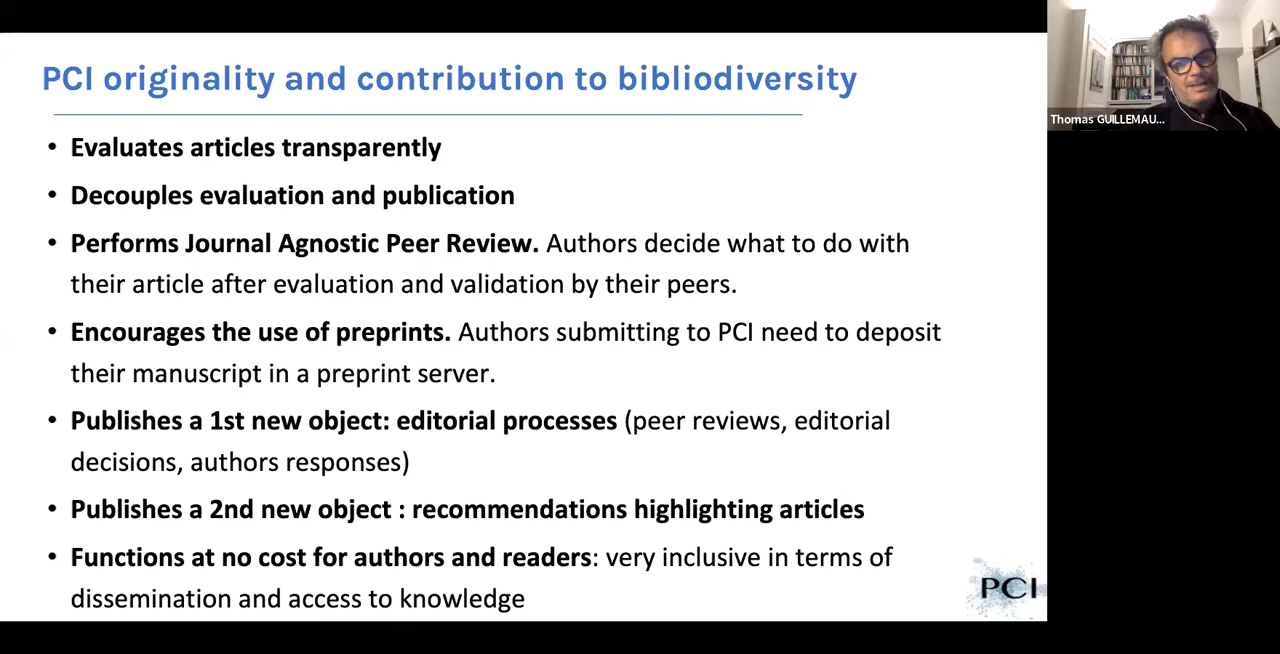 PCI originality and contribution to bibliodiversity
• Evaluates articles transparently
• Decouples evaluation and publication
• Performs Journal Agnostic Peer Review. Authors decide what to do with
their article after evaluation and validation by their peers.
• Encourages the use of preprints. Authors submitting to PCI need to deposit
their manuscript in a preprint server.
• Publishes a 1st new object: editorial processes (peer reviews, editorial
decisions, authors responses)
• Publishes a 2nd new object : recommendations highlighting articles
• Functions at no cost for authors and readers: very inclusive in terms of
dissemination and access to knowledge
PCI
Thomas GUILLEMAU...